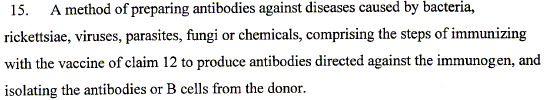 15. A method of preparing antibodies against diseases caused by bacteria,
rickettsiae, viruses, parasites, fungi or chemicals, comprising the steps of immunizing
with the vaccine of claim 12 to produce antibodies directed against the immunogen, and
isolating the antibodies or B cells from the donor.